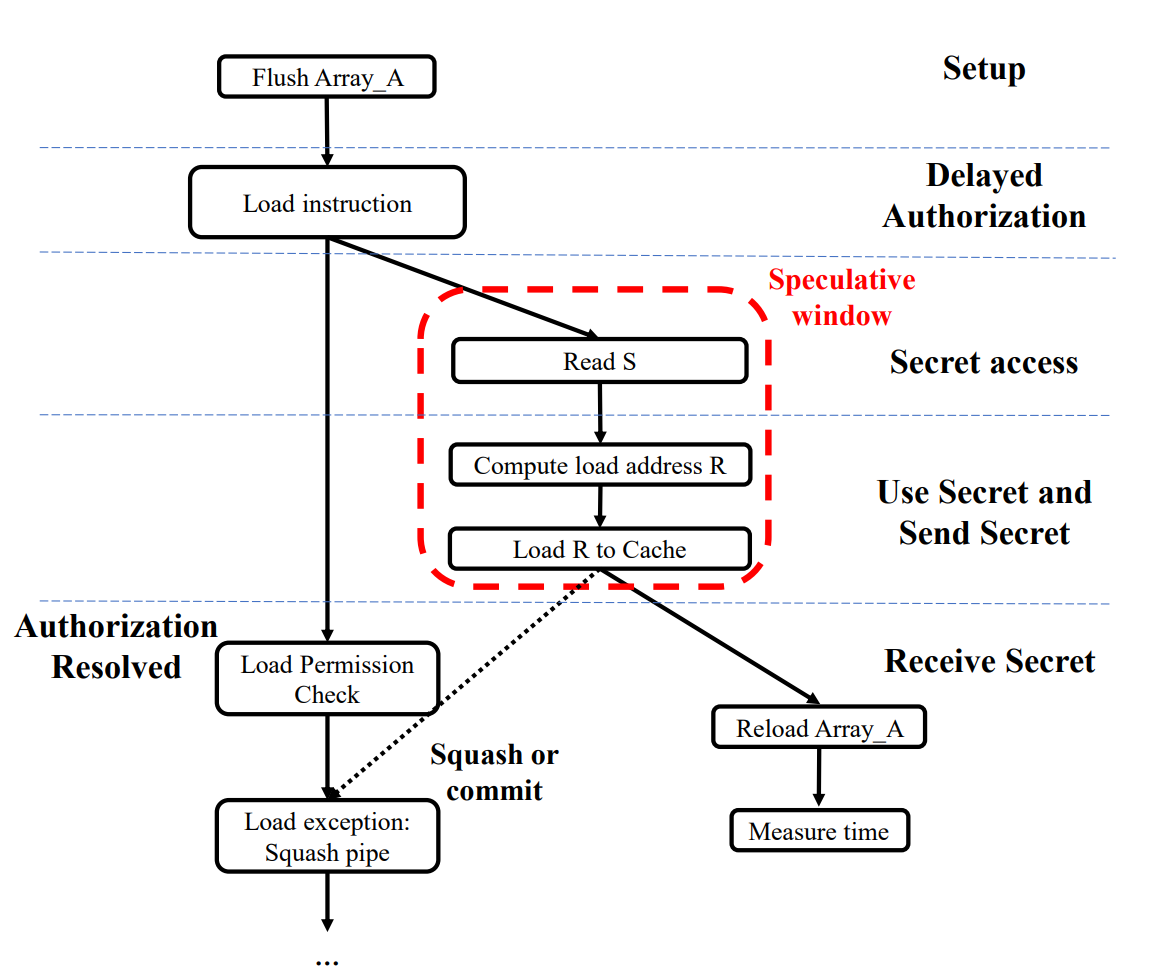 Flush Array_A
Setup
Load instruction
Delayed
Authorization
Speculative
window
Read S
Secret access
Compute load address R
Use Secret and
Send Secret
Load R to Cache
Authorization
Resolved
Load Permission
Check
Receive Secret
Reload Array_A
Squash or
commit
Load exception:
Squash pipe
Measure time
...